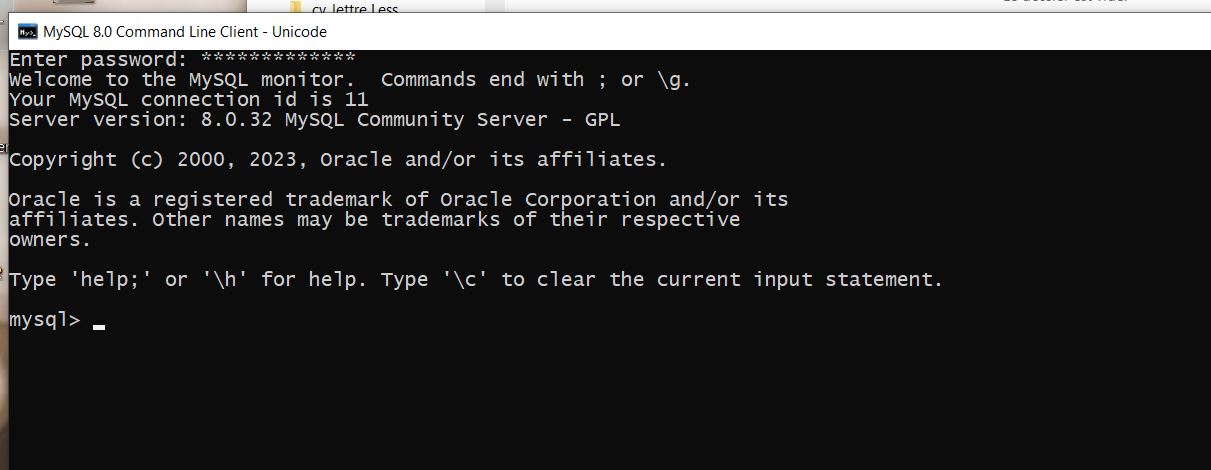 cv_lettre Less
MySQL 8.0 Command Line Client - Unicode
Enter password: *************
Welcome to the MySQL monitor.  Commands end with ; or \g.
Your MySQL connection id is 11
Server version: 8.0.32 MySQL Community Server - GPL
Copyright (c) 2000, 2023, Oracle and/or its affiliates.
Oracle is a registered trademark of Oracle Corporation and/or its
affiliates. Other names may be trademarks of their respective
owners.
Type 'help;' or '\h' for help. Type '\c' to clear the current input statement.
mysql>